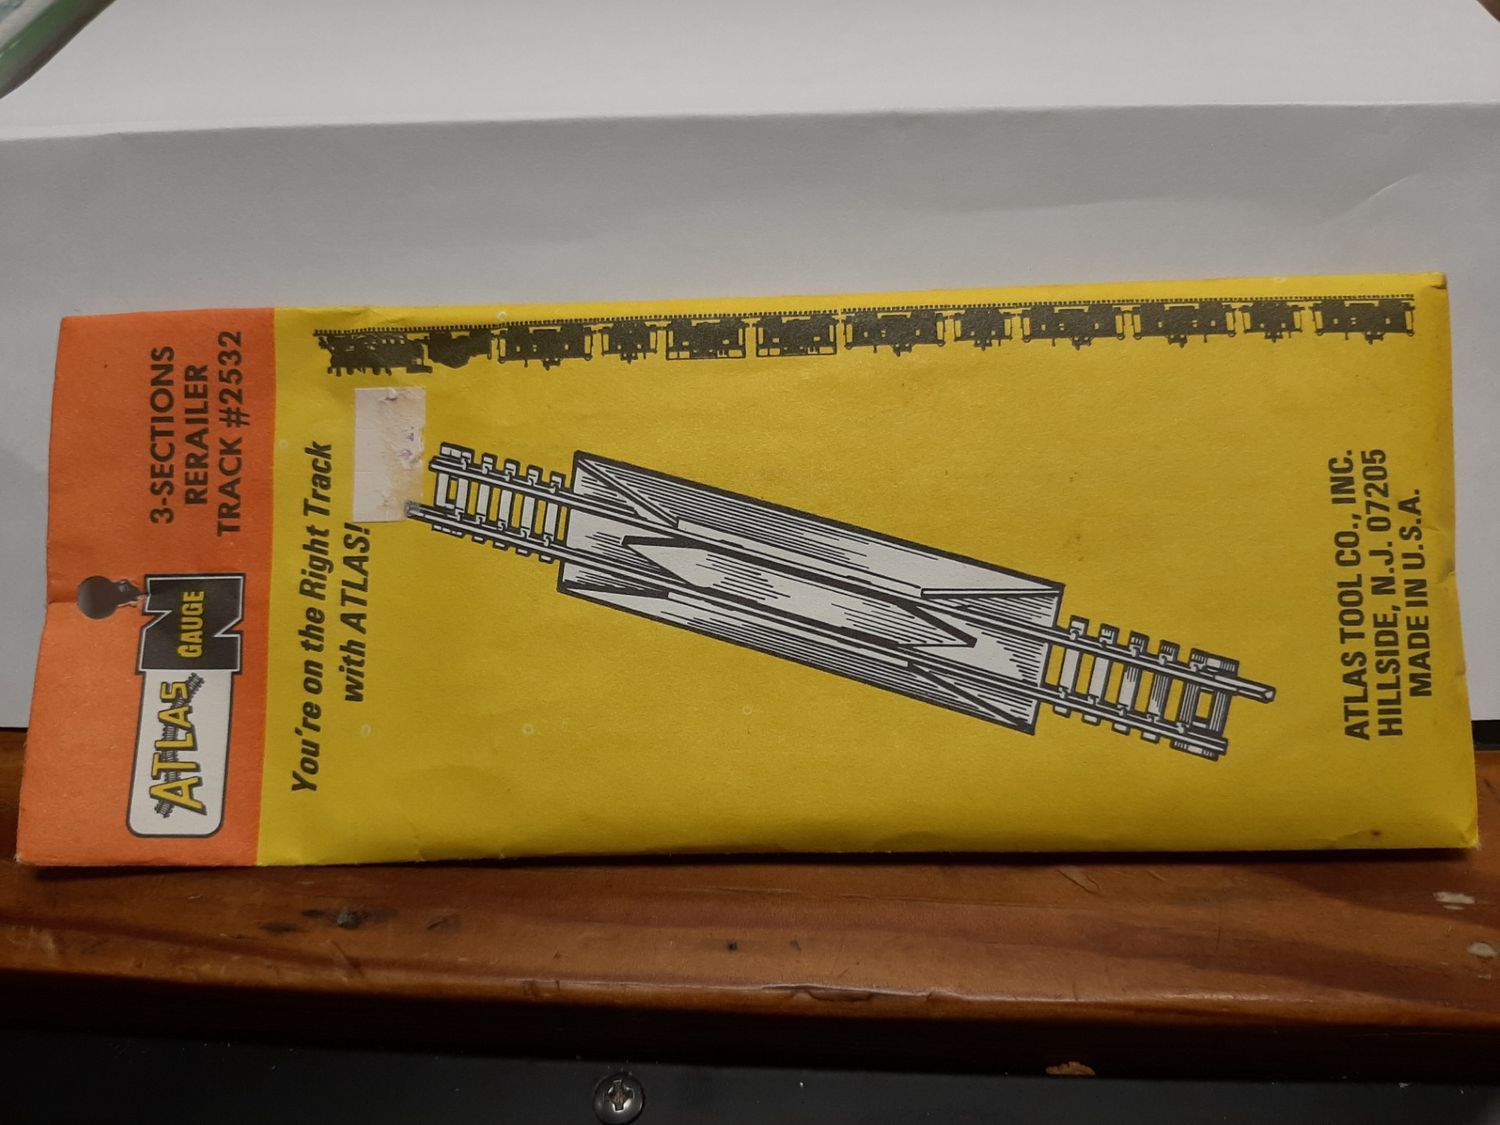 ATLAS
N
GAUGE
3-SECTIONS
RERAILER
TRACK #2532
You're on the Right Track
with ATLAS!
ATLAS TOOL CO., INC.
HILLSIDE, N.J. 07205
MADE IN U.S.A.